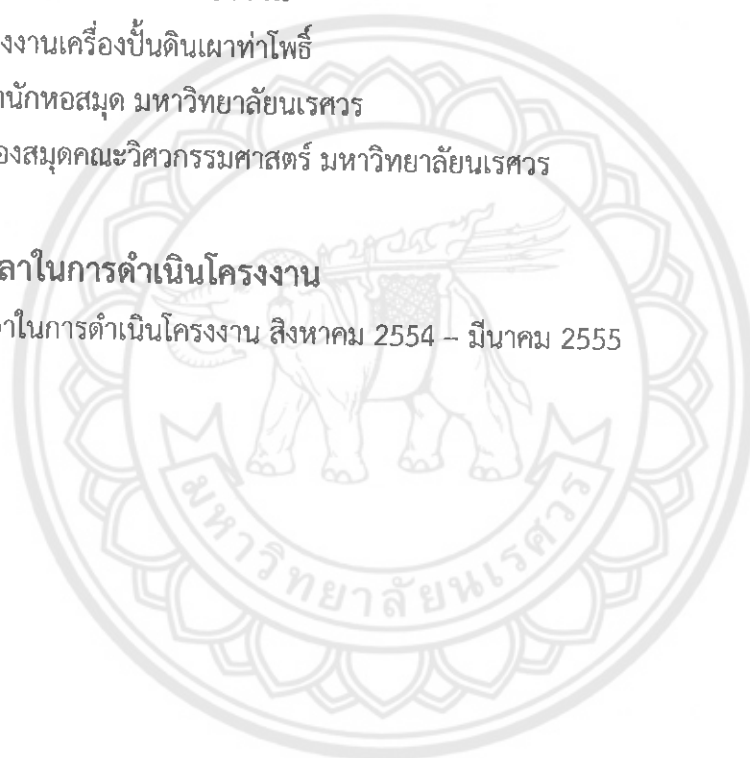 งงานเครื่องปั้นดินเผาท่าโพธิ์
านักหอสมุด มหาวิทยาลัยนเรศวร
องสมุดคณะวิศวกรรมศาสตร์ มหาวิทยาลัยนเรศวร
ลาในการดำเนินโครงงาน
าในการดำเนินโครงงาน สิงหาคม 2554 – มีนาคม 2555
มหาวิทยาลัยนเรศวร